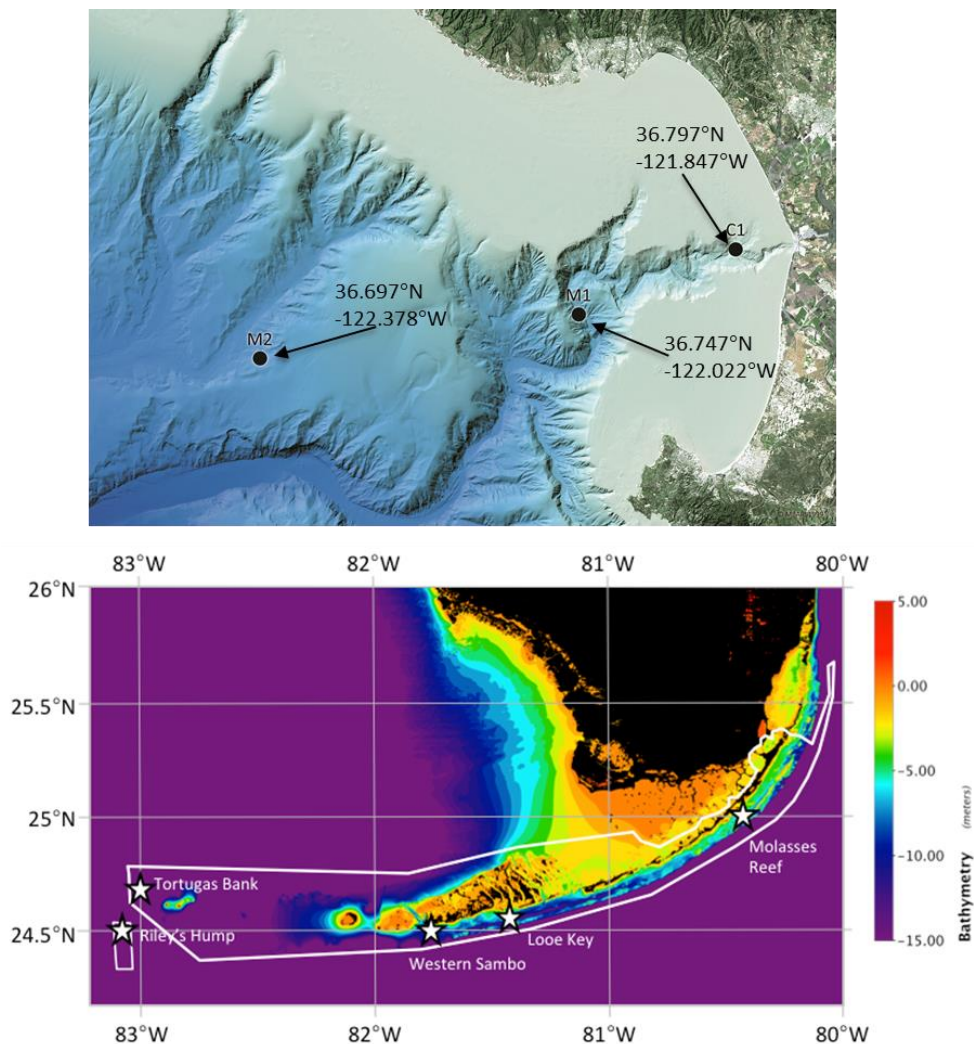 36.797°N
-121.847°W
C1
36.697°N
-122.378°W
M1
M2
36.747°N
-122.022°W
83°W 82°W 81°W 80°W
26°N
5.00
25.5°N
0.00
-5.00
25°N
(meters)
Molasses
Reef
-10.00
Bathymetry
Tortugas Bank
24.5°N
Riley's Hump
Looe Key
-15.00
Western Sambo
83°W 82°W 81°W 80°W